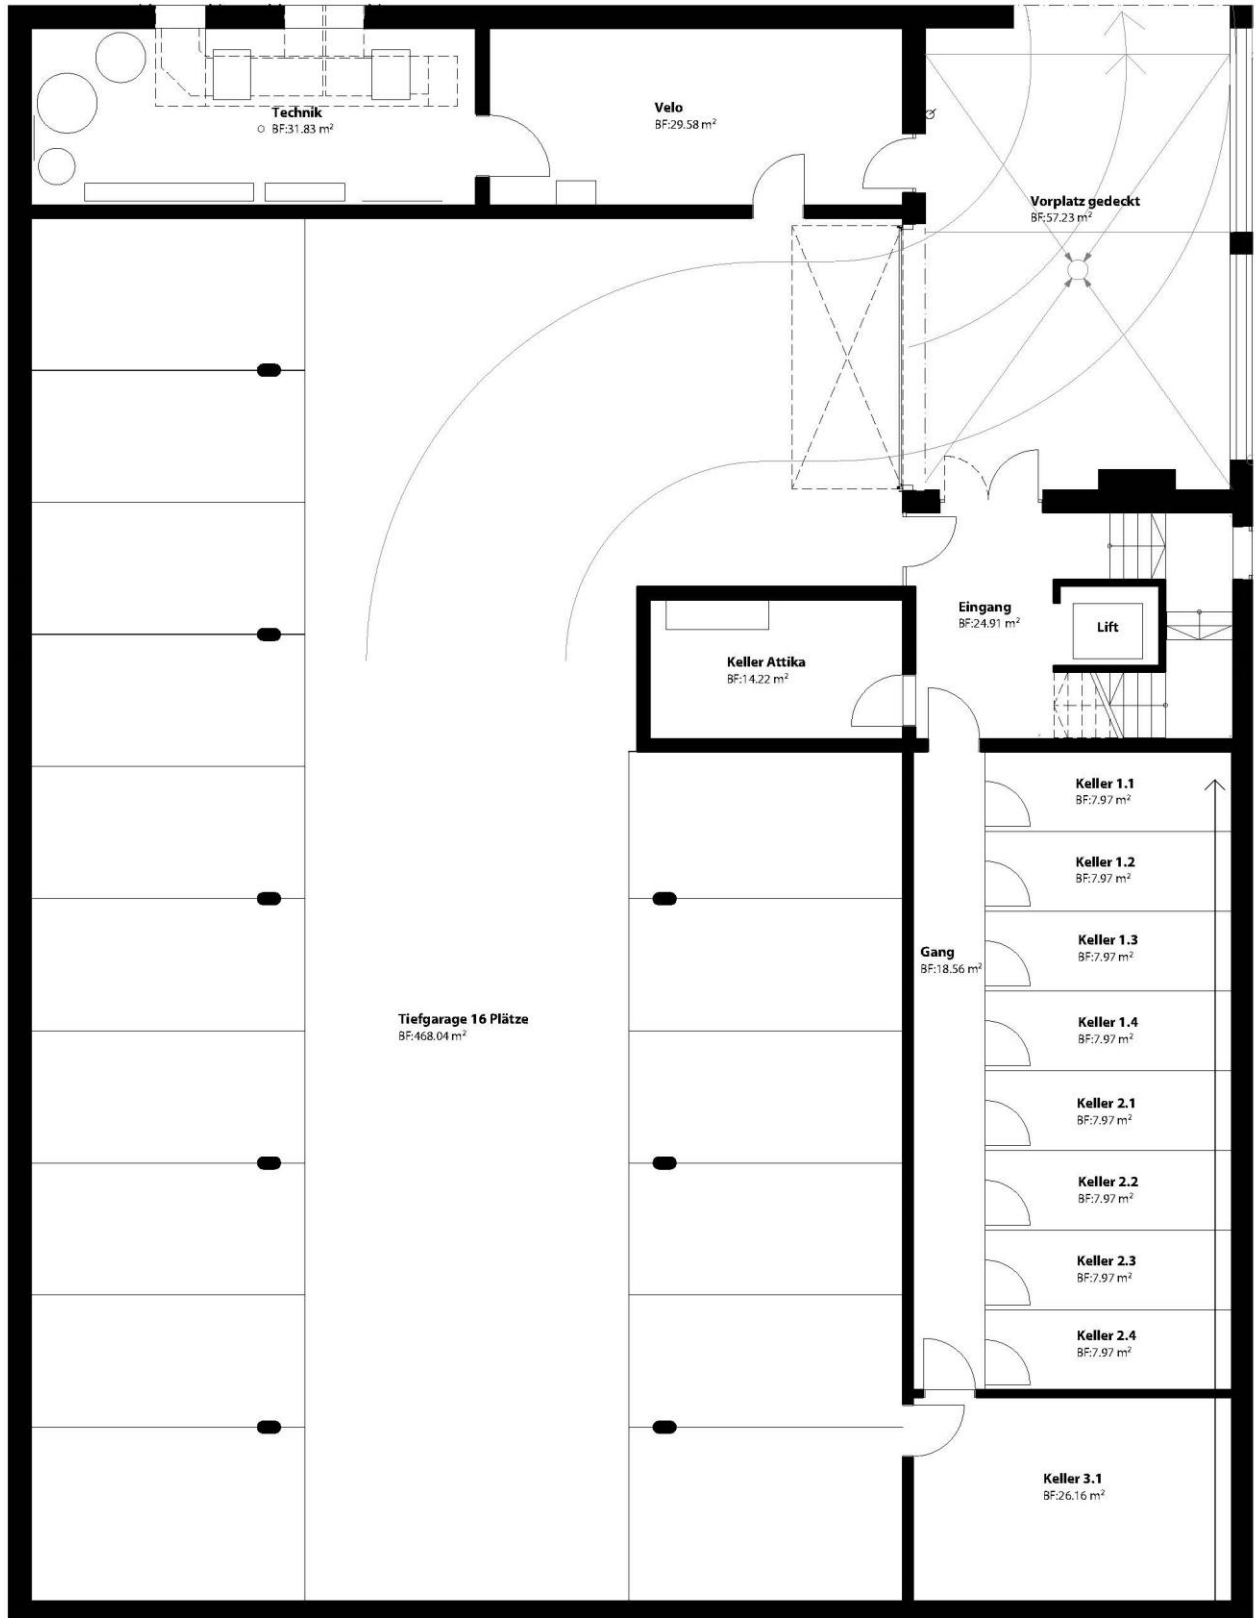 Technik
BF:31.83 m²
Velo
BF:29.58 m²
Vorplatz gedeckt
BF:57.23 m²
Eingang
BF:24.91 m²
Lift
Keller Attika
BF:14.22 m²
Keller 1.1
BF:7.97 m²
Keller 1.2
BF:7.97 m²
Keller 1.3
BF:7.97 m²
Gang
BF:18.56 m²
Keller 1.4
BF:7.97 m²
Tiefgarage 16 Plätze
BF:468.04 m²
Keller 2.1
BF:7.97 m²
Keller 2.2
BF:7.97 m²
Keller 2.3
BF:7.97 m²
Keller 2.4
BF:7.97 m²
Keller 3.1
BF:26.16 m²